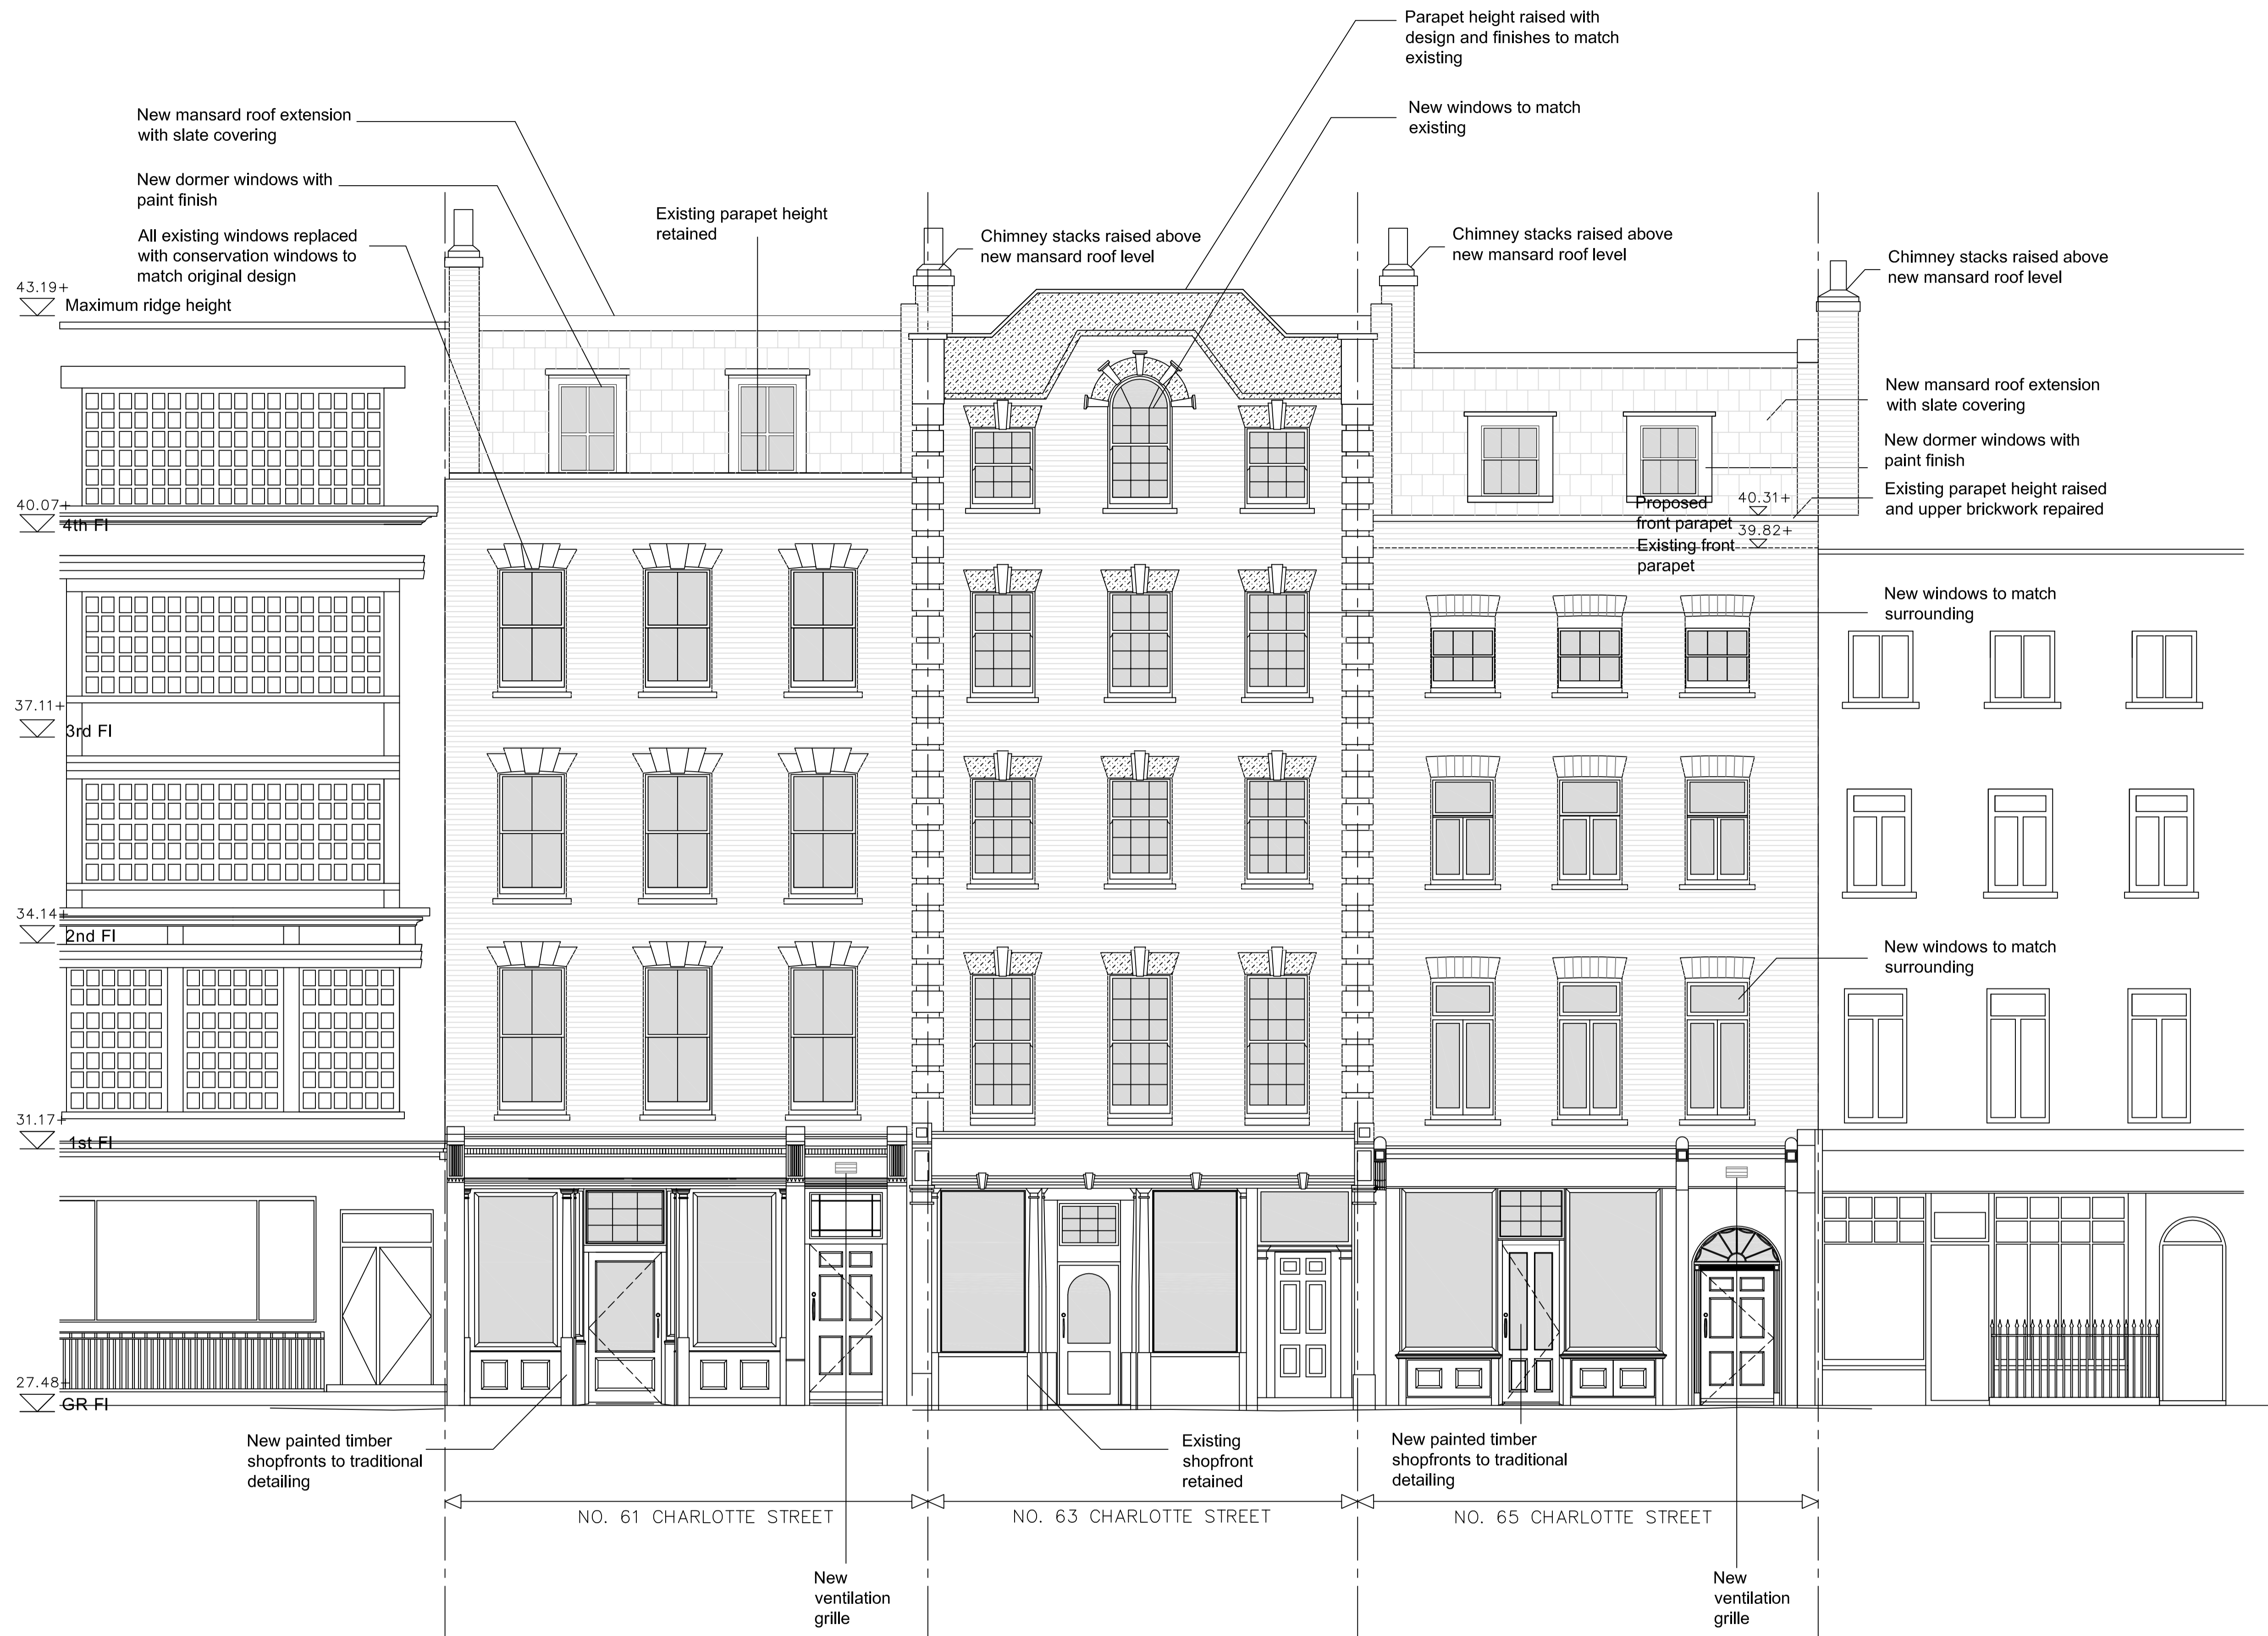 Parapet height raised with
design and finishes to match
existing
New windows to match
existing
New mansard roof extension
with slate covering
New dormer windows with
paint finish
All existing windows replaced
with conservation windows to
match original design
Existing parapet height
retained
Chimney stacks raised above
new mansard roof level
Chimney stacks raised above
new mansard roof level
Chimney stacks raised above
new mansard roof level
43.19+
Maximum ridge height
New mansard roof extension
with slate covering
New dormer windows with
paint finish
Existing parapet height raised
and upper brickwork repaired
40.07+
4th Fl
Proposed
front parapet
40.31+
Existing front
parapet
39.82+
New windows to match
surrounding
37.11+
3rd Fl
34.14+
2nd Fl
New windows to match
surrounding
31.17+
1st Fl
27.48+
GR Fl
New painted timber
shopfronts to traditional
detailing
Existing
shopfront
retained
New painted timber
shopfronts to traditional
detailing
NO. 61 CHARLOTTE STREET
NO. 63 CHARLOTTE STREET
NO. 65 CHARLOTTE STREET
New
ventilation
grille
New
ventilation
grille